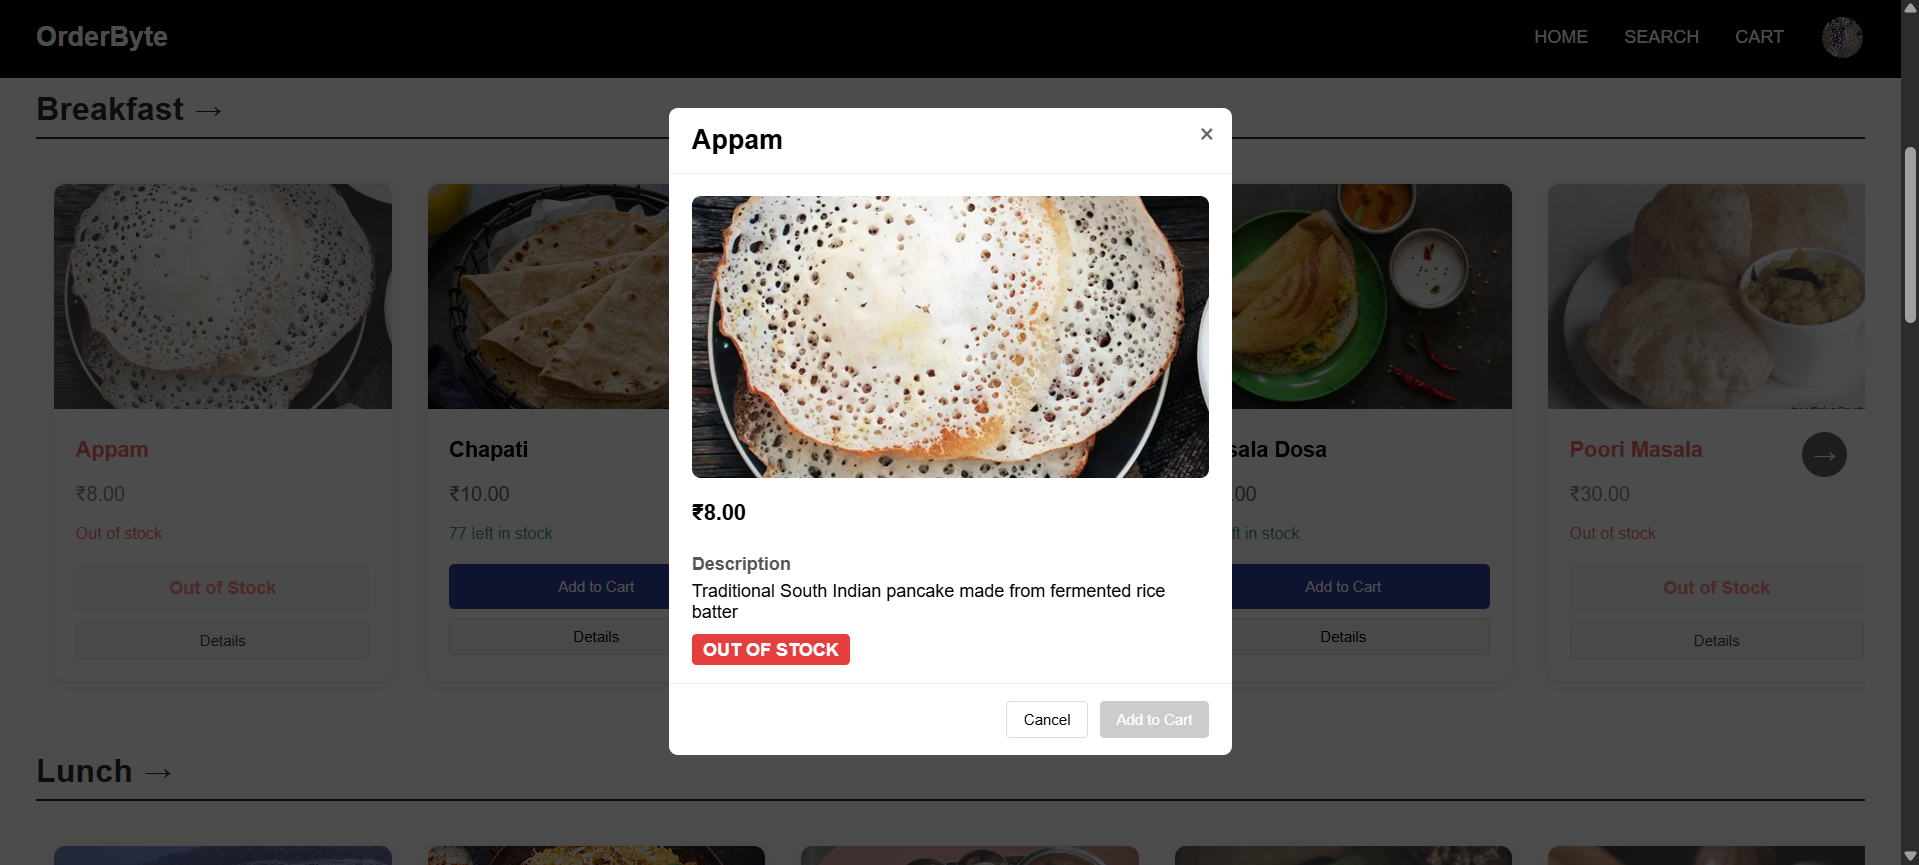 OrderByte
HOME SEARCH CART
Breakfast →
Appam ×
₹8.00
Description
Traditional South Indian pancake made from fermented rice
batter
OUT OF STOCK
Cancel Add to Cart
Appam
₹8.00
Out of stock
Out of Stock
Details
Chapati
₹10.00
77 left in stock
Add to Cart
Details
sala Dosa
.00
ft in stock
Add to Cart
Details
Poori Masala
₹30.00
Out of stock
Out of Stock
Details
→
Lunch →